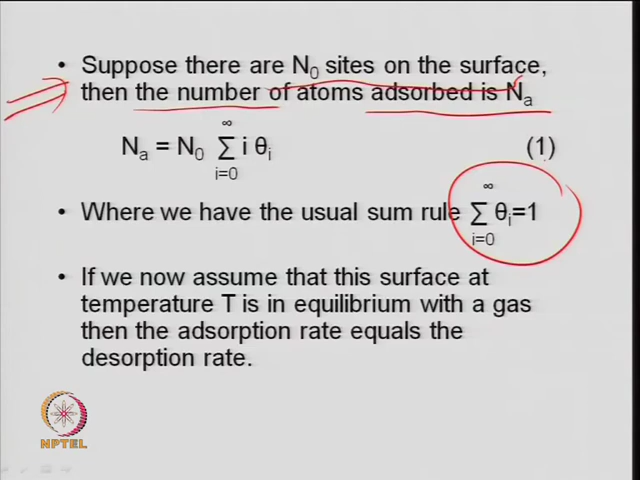 • Suppose there are N₀ sites on the surface,
then the number of atoms adsorbed is Nₐ
∞
Nₐ = N₀ Σ i θᵢ (1)
i=0
∞
• Where we have the usual sum rule Σ θᵢ=1
i=0
• If we now assume that this surface at
temperature T is in equilibrium with a gas
then the adsorption rate equals the
desorption rate.
NPTEL